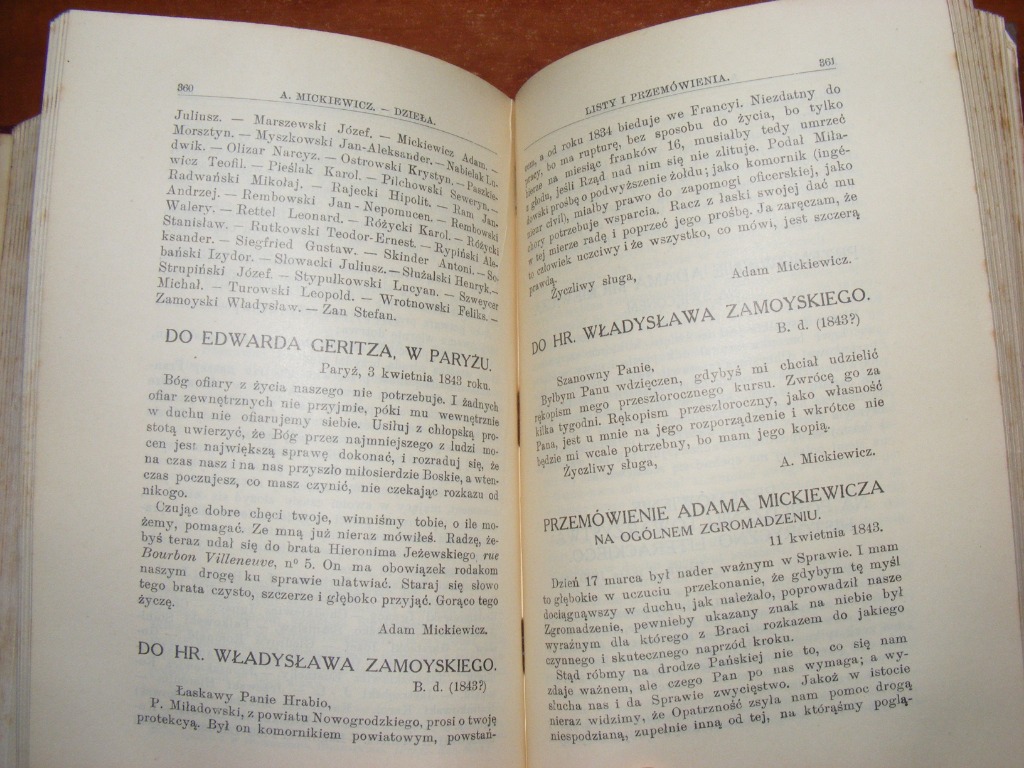 360
A. MICKIEWICZ. — DZIEŁA.
Juliusz. — Marszewski Józef. — Mickiewicz Adam. —
Morsztyn. — Myszkowski Jan-Aleksander. — Nabielak Lu-
dwik. — Olizar Narcyz. — Ostrowski Krystyn. — Paszkie-
wicz Teofil. — Pieślak Karol. — Pilchowski Seweryn. —
Radwański Mikołaj. — Rajecki Hipolit. — Ram Jan-
Andrzej. — Rembowski Jan-Nepomucen. — Rembowski
Walery. — Rettel Leonard. — Różycki Karol. — Różycki
Stanisław. — Rutkowski Teodor-Ernest. — Rypiński Ale-
ksander. — Siegfried Gustaw. — Skinder Antoni. — So-
bański Izydor. — Słowacki Juliusz. — Służalski Henryk. —
Strupiński Józef. — Stypułkowski Lucyan. — Szweycer
Michał. — Turowski Leopold. — Wrotnowski Feliks. —
Zamoyski Władysław. — Zan Stefan.
DO EDWARDA GERITZA, W PARYŻU.
Paryż, 3 kwietnia 1843 roku.
Bóg ofiary z życia naszego nie potrzebuje. I żadnych
ofiar zewnętrznych nie przyjmie, póki mu wewnętrznie
w duchu nie ofiarujemy siebie. Usiłuj z chłopską pro-
stotą uwierzyć, że Bóg przez najmniejszego z ludzi mo-
cen jest największą sprawę dokonać, i rozraduj się, że
na czas nasz i na nas przyszło miłosierdzie Boskie, a wten-
czas poczujesz, co masz czynić, nie czekając rozkazu od
nikogo.
Czując dobre chęci twoje, winniśmy tobie, o ile mo-
żemy, pomagać. Ze mną już nieraz mówiłeś. Radzę, że-
byś teraz udał się do brata Hieronima Jeżewskiego rue
Bourbon Villeneuve, nº 5. On ma obowiązek rodakom
naszym drogę ku sprawie ułatwiać. Staraj się słowo
tego brata czysto, szczerze i głęboko przyjąć. Gorąco tego
życzę.
Adam Mickiewicz.
DO HR. WŁADYSŁAWA ZAMOYSKIEGO.
B. d. (1843?)
Łaskawy Panie Hrabio,
P. Miładowski, z powiatu Nowogrodzkiego, prosi o twoję
protekcyą. Był on komornikiem powiatowym, powstań-
LISTY I PRZEMÓWIENIA.
361
cem, a od roku 1834 bieduje we Francyi. Niezdatny do
pracy, bo ma rupturę, bez sposobu do życia, bo tylko
bierze na miesiąc franków 16, musiałby tedy umrzeć
z głodu, jeśli Rząd nad nim się nie zlituje. Podał Miła-
dowski prośbę o podwyższenie żołdu; jako komornik (ingé-
nieur civil), miałby prawo do zapomogi oficerskiej, jako
chory potrzebuje wsparcia. Racz z łaski swojej dać mu
w tej mierze radę i poprzeć jego prośbę. Ja zaręczam, że
to człowiek uczciwy i że wszystko, co mówi, jest szczerą
prawdą.
Życzliwy sługa,
Adam Mickiewicz.
DO HR. WŁADYSŁAWA ZAMOYSKIEGO.
B. d. (1843?)
Szanowny Panie,
Byłbym Panu wdzięczen, gdybyś mi chciał udzielić
rękopism mego przeszłorocznego kursu. Zwrócę go za
kilka tygodni. Rękopism przeszłoroczny, jako własność
Pana, jest u mnie na jego rozporządzenie i wkrótce nie
będzie mi wcale potrzebny, bo mam jego kopią.
Życzliwy sługa,
A. Mickiewicz.
PRZEMÓWIENIE ADAMA MICKIEWICZA
NA OGÓLNEM ZGROMADZENIU.
11 kwietnia 1843.
Dzień 17 marca był nader ważnym w Sprawie. I mam
to głębokie w uczuciu przekonanie, że gdybym tę myśl
dociągnąwszy w duchu, jak należało, poprowadził nasze
Zgromadzenie, pewnieby ukazany znak na niebie był
wyraźnym dla którego z Braci rozkazem do jakiego
czynnego i skutecznego naprzód kroku.
Stąd róbmy na drodze Pańskiej nie to, co się nam
zdaje ważnem, ale czego Pan po nas wymaga; a wy-
słucha nas i da Sprawie zwycięstwo. Jakoż w istocie
nieraz widzimy, że Opatrzność zsyła nam pomoc drogą
niespodzianą, zupełnie inną od tej, na którąśmy poglą-